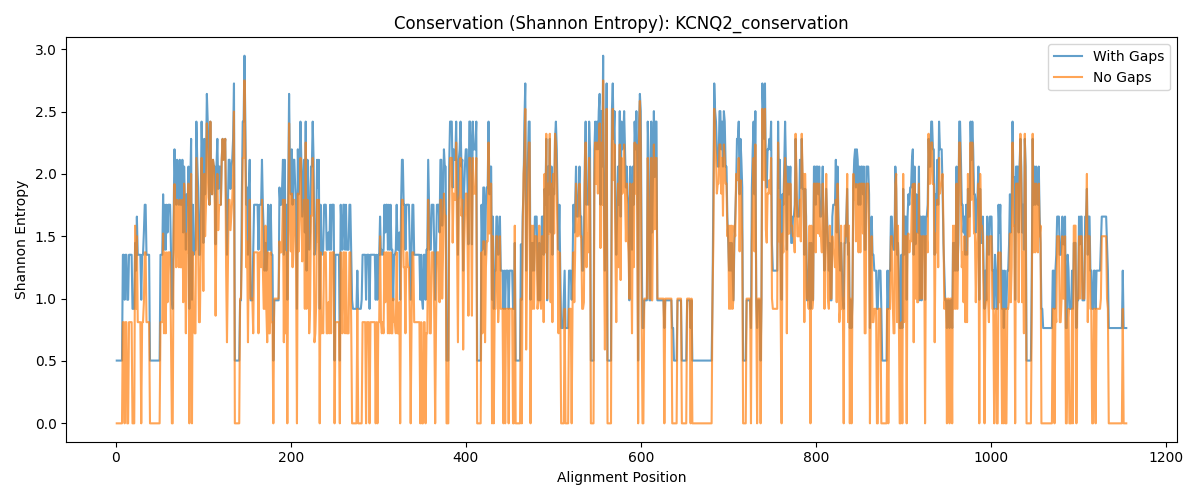 Conservation (Shannon Entropy): KCNQ2_conservation
With Gaps
No Gaps
Shannon Entropy
3.0
2.5
2.0
1.5
1.0
0.5
0.0
0 200 400 600 800 1000 1200
Alignment Position